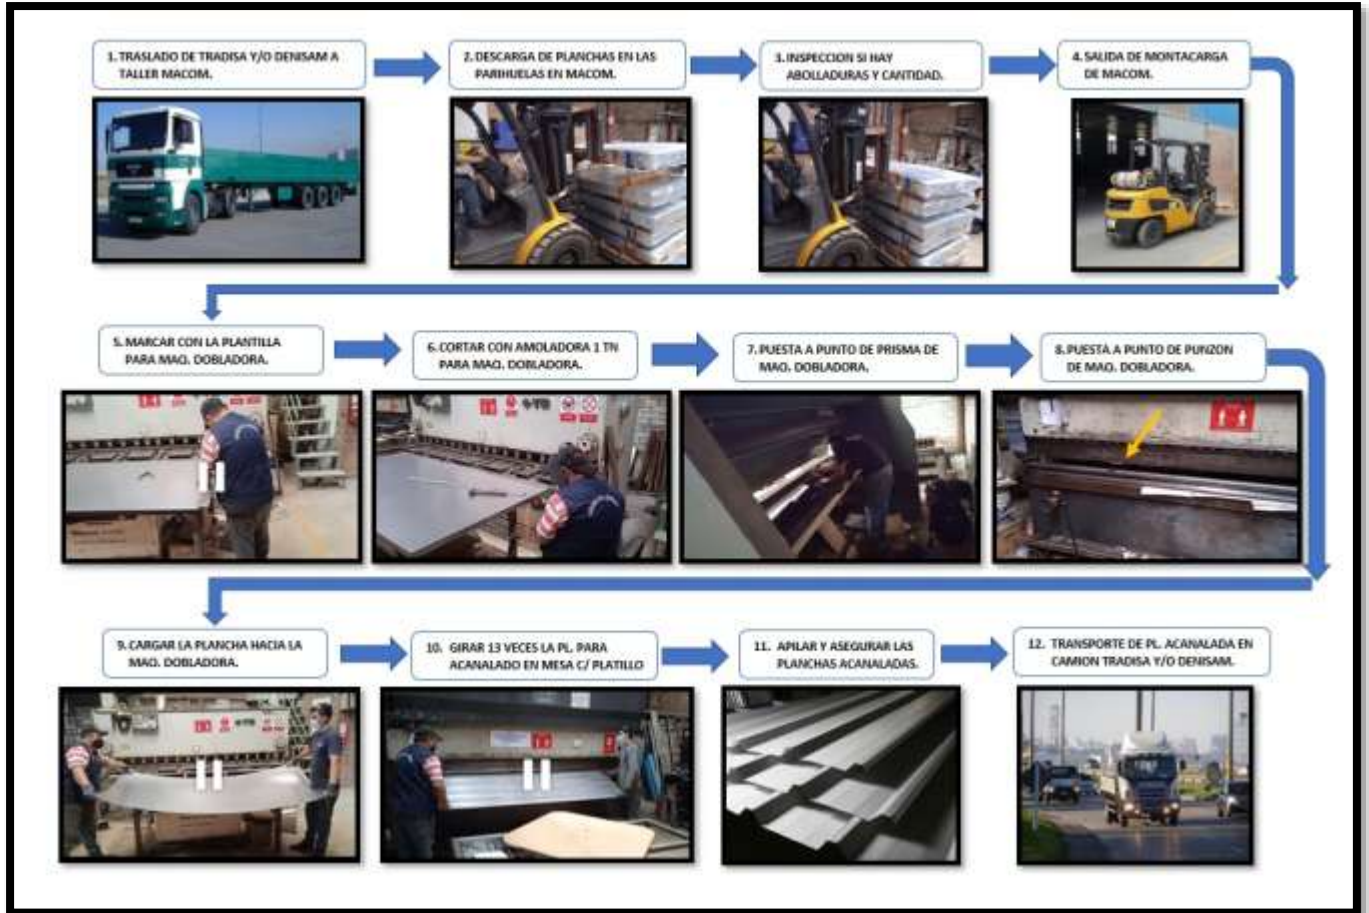 1. TRASLADO DE TRADISA Y/O DENISAM A
TALLER MACOM.
2. DESCARGA DE PLANCHAS EN LAS
PARIHUELAS EN MACOM.
3. INSPECCION SI HAY
ABOLLADURAS Y CANTIDAD.
4. SALIDA DE MONTACARGA
DE MACOM.
5. MARCAR CON LA PLANTILLA
PARA MAQ. DOBLADORA.
6. CORTAR CON AMOLADORA 1 TN
PARA MAQ. DOBLADORA.
7. PUESTA A PUNTO DE PRISMA DE
MAQ. DOBLADORA.
8. PUESTA A PUNTO DE PUNZON
DE MAQ. DOBLADORA.
9. CARGAR LA PLANCHA HACIA LA
MAQ. DOBLADORA.
10. GIRAR 13 VECES LA PL. PARA
ACANALADO EN MESA C/ PLATILLO
11. APILAR Y ASEGURAR LAS
PLANCHAS ACANALADAS.
12. TRANSPORTE DE PL. ACANALADA EN
CAMION TRADISA Y/O DENISAM.